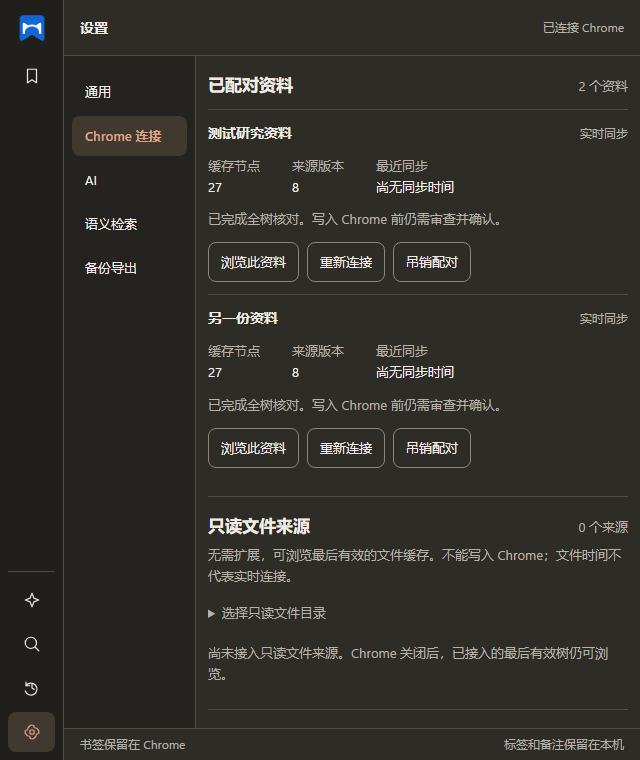 设置
已连接 Chrome
通用
Chrome 连接
AI
语义检索
备份导出
已配对资料
2 个资料
测试研究资料
实时同步
缓存节点 来源版本 最近同步
27 8 尚无同步时间
已完成全树核对。写入 Chrome 前仍需审查并确认。
浏览此资料 重新连接 吊销配对
另一份资料
实时同步
缓存节点 来源版本 最近同步
27 8 尚无同步时间
已完成全树核对。写入 Chrome 前仍需审查并确认。
浏览此资料 重新连接 吊销配对
只读文件来源
0 个来源
无需扩展，可浏览最后有效的文件缓存。不能写入 Chrome；文件时间不
代表实时连接。
选择只读文件目录
尚未接入只读文件来源。Chrome 关闭后，已接入的最后有效树仍可浏
览。
书签保留在 Chrome
标签和备注保留在本机